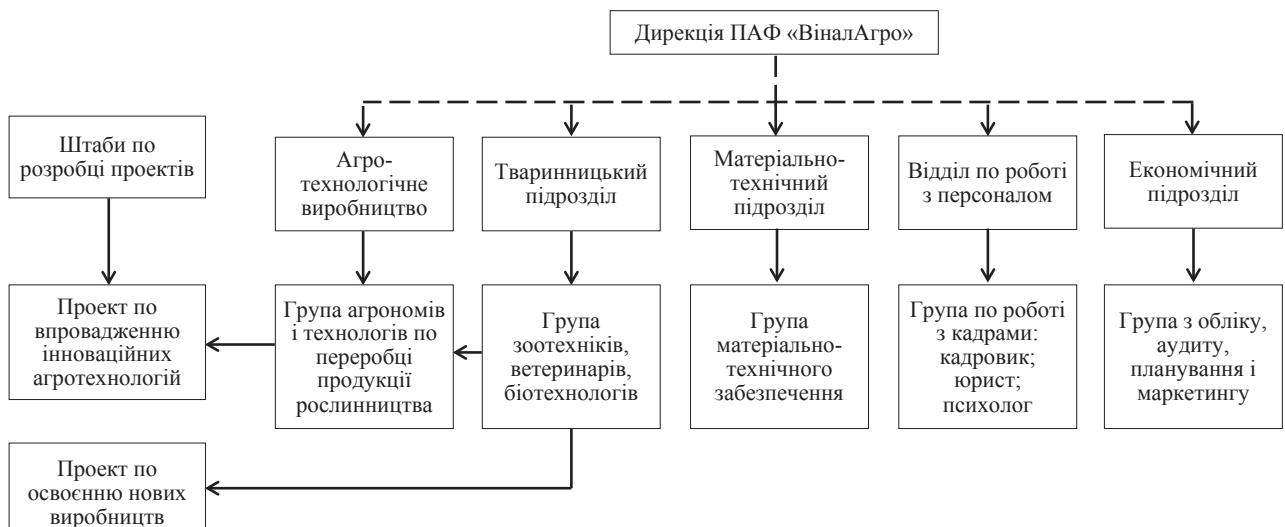 Дирекція ПАФ «ВіналАгро»
Штаби по
розробці проектів
Агро-
технологічне
виробництво
Тваринницький
підрозділ
Матеріально-
технічний
підрозділ
Відділ по роботі
з персоналом
Економічний
підрозділ
Проект по
впровадженню
інноваційних
агротехнологій
Група агрономів
і технологів по
переробці
продукції
рослинництва
Група
зоотехніків,
ветеринарів,
біотехнологів
Група
матеріально-
технічного
забезпечення
Група по роботі
з кадрами:
кадровик;
юрист;
психолог
Група з обліку,
аудиту,
планування і
маркетингу
Проект по
освоєнню нових
виробництв